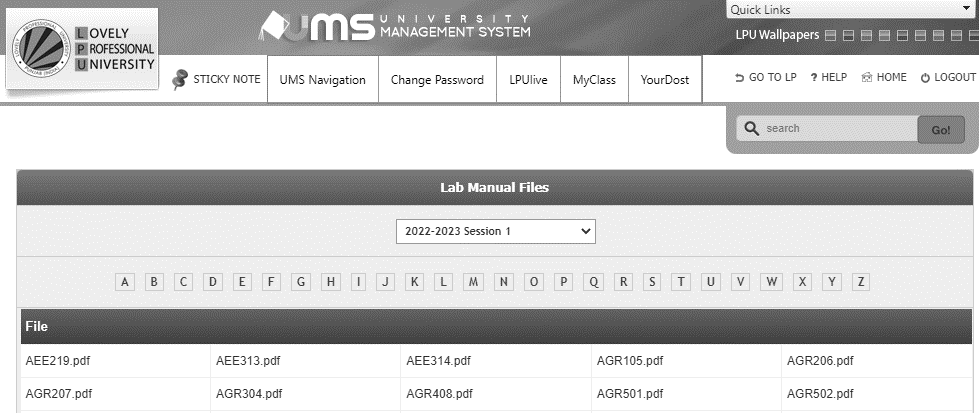 LOVELY
PROFESSIONAL
UNIVERSITY
UMS UNIVERSITY
MANAGEMENT SYSTEM
Quick Links
LPU Wallpapers
STICKY NOTE UMS Navigation Change Password LPUlive MyClass YourDost GO TO LP ? HELP HOME LOGOUT
search Go!
Lab Manual Files
2022-2023 Session 1
A B C D E F G H I J K L M N O P Q R S T U V W X Y Z
File
AEE219.pdf AEE313.pdf AEE314.pdf AGR105.pdf AGR206.pdf
AGR207.pdf AGR304.pdf AGR408.pdf AGR501.pdf AGR502.pdf